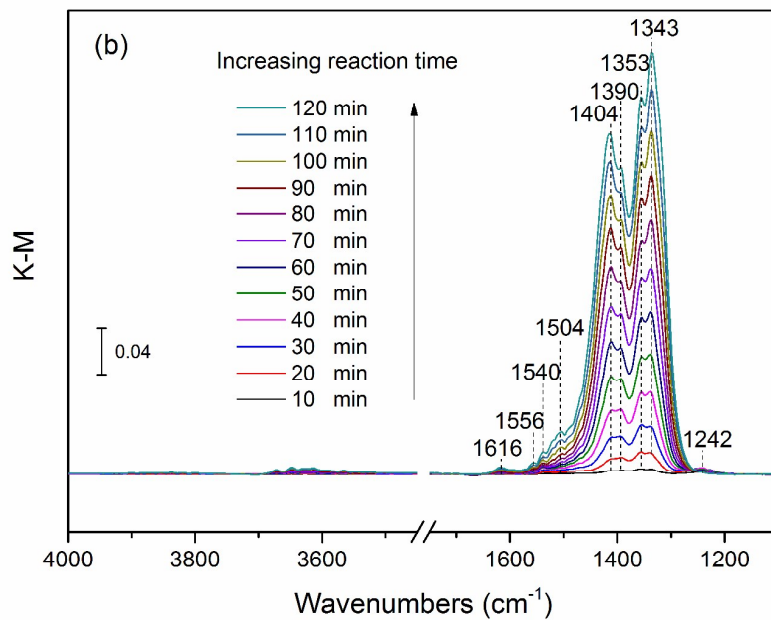 (b)
Increasing reaction time
120 min
110 min
100 min
90 min
80 min
70 min
60 min
50 min
40 min
30 min
20 min
10 min
0.04
K-M
1616
1556
1540
1504
1404
1390
1353
1343
1242
4000 3800 3600 1600 1400 1200
Wavenumbers (cm⁻¹)